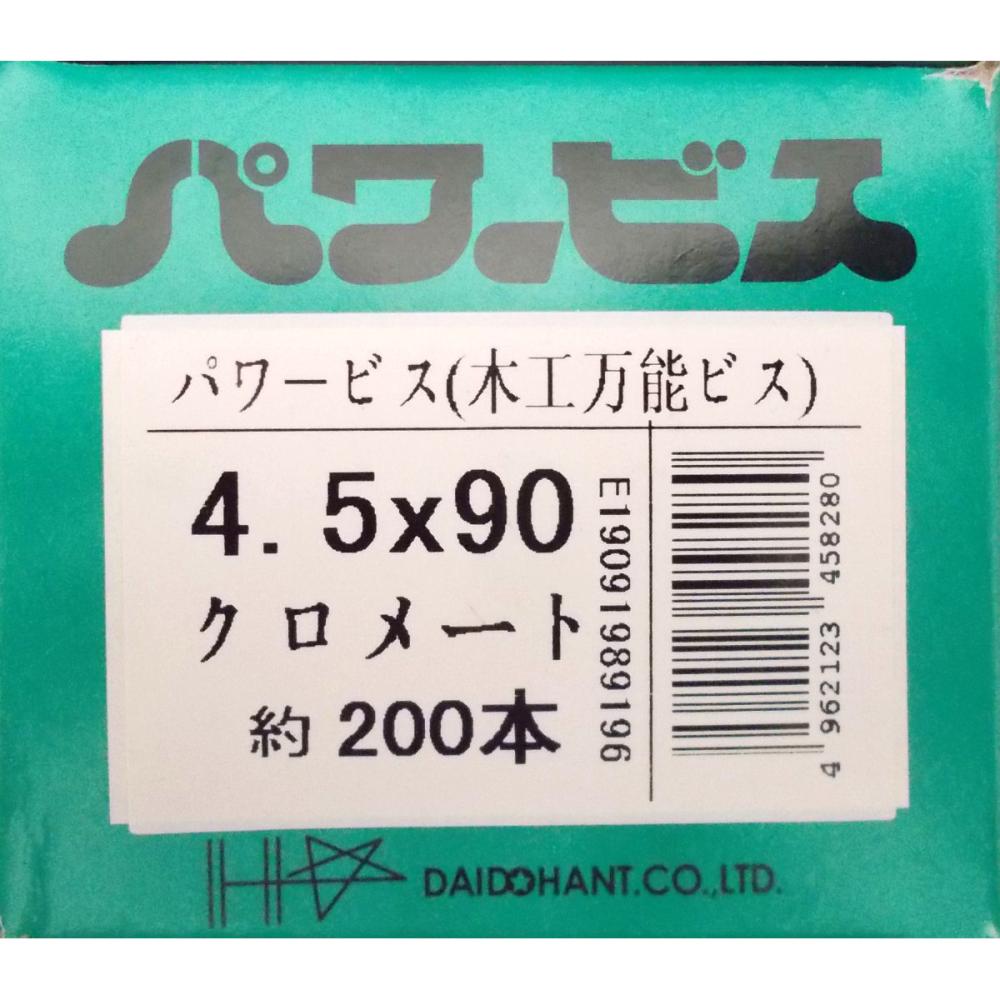 パワービス
パワービス(木工万能ビス)
4.5x90
クロメート
約 200本
E19091989196
4 962123 458280
DAIDOHANT.CO.,LTD.